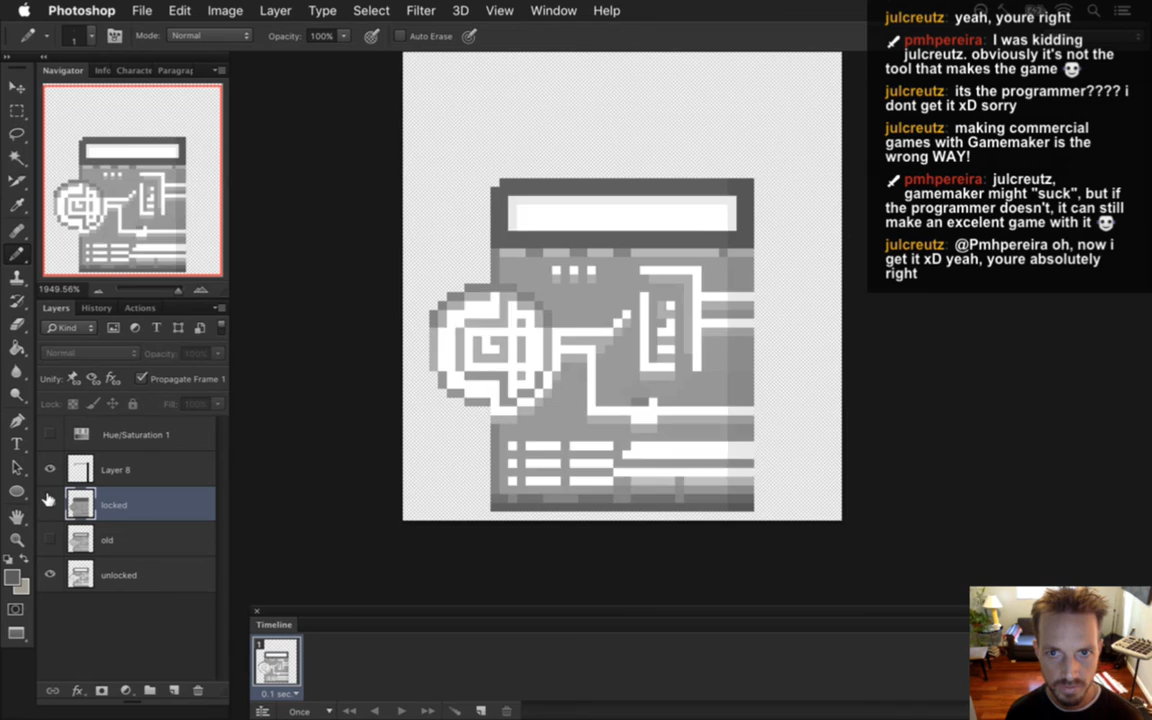 Photoshop File Edit Image Layer Type Select Filter 3D View Window Help
1 Mode: Normal Opacity: 100% Auto Erase
Navigator Info Characte Paragraph
1949.56%
Layers History Actions
Kind
Normal Opacity: 100%
Unify: Propagate Frame 1
Lock: Fill: 100%
Hue/Saturation 1
Layer 8
locked
old
unlocked
Timeline
1
0.1 sec.
Once
julcreutz: yeah, youre right
pmhpereira: I was kidding
julcreutz. obviously it's not the
tool that makes the game
julcreutz: its the programmer???? i
dont get it xD sorry
julcreutz: making commercial
games with Gamemaker is the
wrong WAY!
pmhpereira: julcreutz,
gamemaker might "suck", but if
the programmer doesn't, it can still
make an excelent game with it
julcreutz: @Pmhpereira oh, now i
get it xD yeah, youre absolutely
right